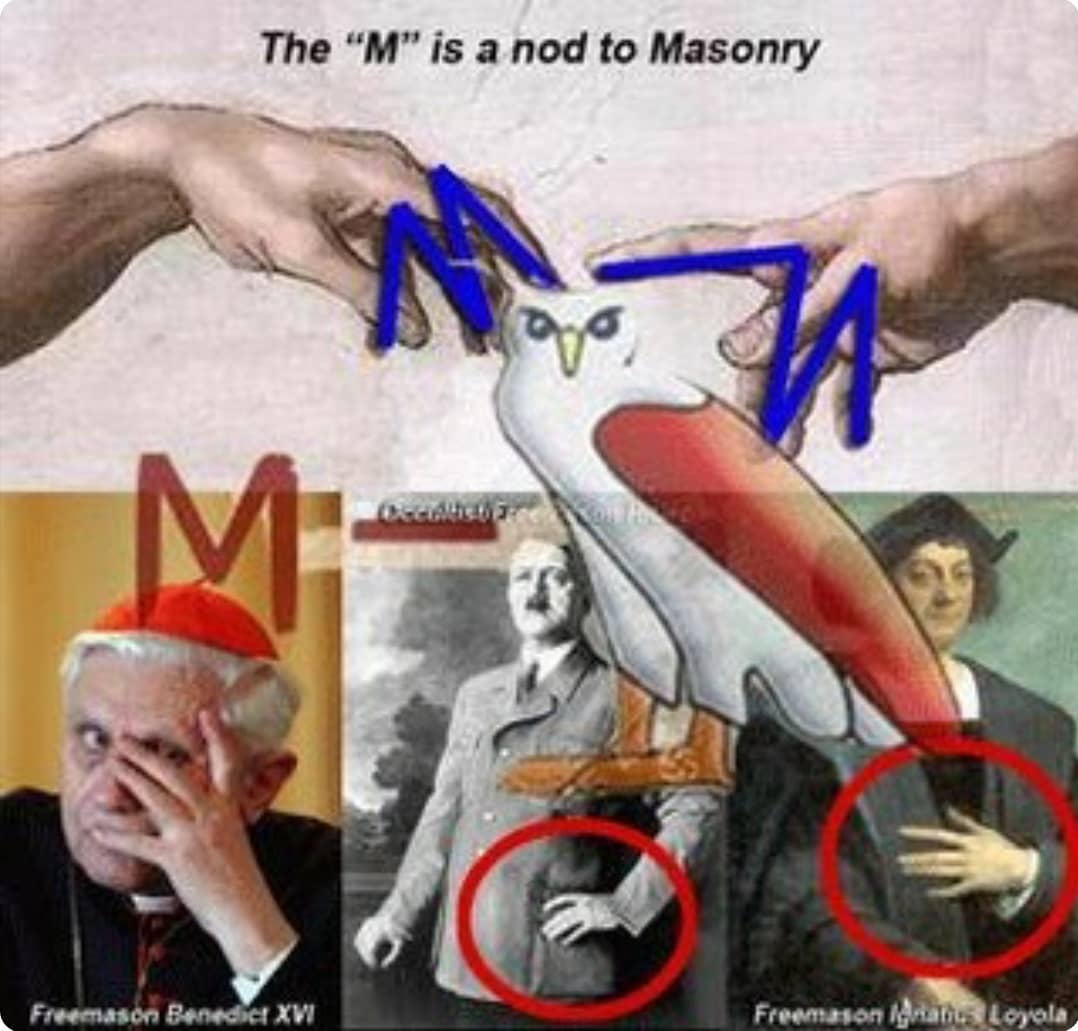 The “M” is a nod to Masonry
M
Freemason Benedict XVI
Freemason Loyola